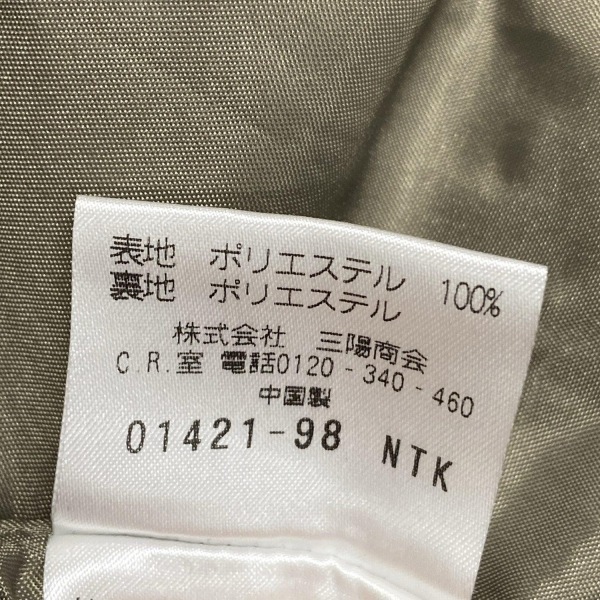 表地 ポリエステル 100%
裏地 ポリエステル
株式会社 三陽商会
C.R.室 電話0120-340-460
中国製
01421-98 NTK